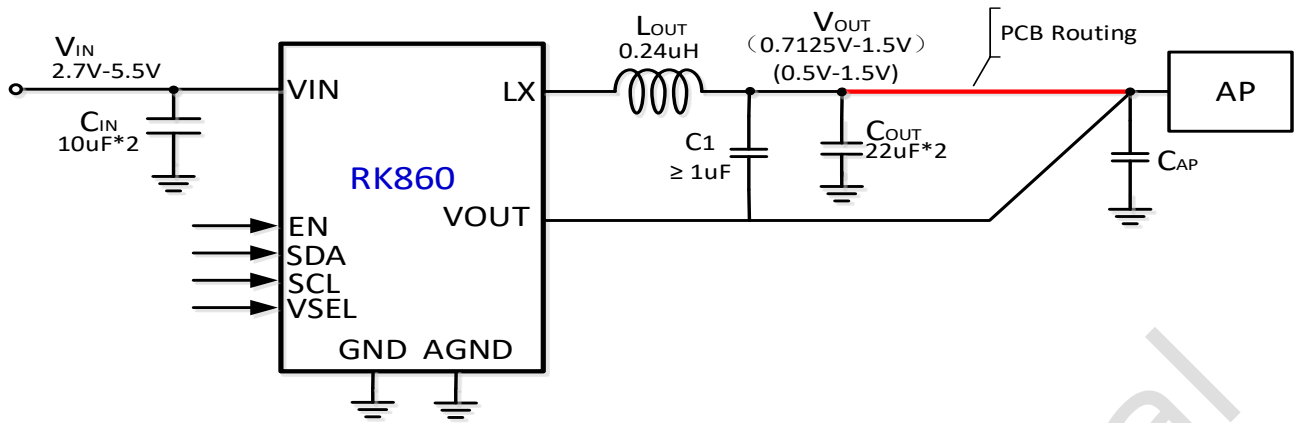 VIN
2.7V-5.5V
CIN
10uF*2
VIN
LX
RK860
VOUT
EN
SDA
SCL
VSEL
GND AGND
LOUT
0.24uH
VOUT
（0.7125V-1.5V）
(0.5V-1.5V)
C1
≥ 1uF
COUT
22uF*2
PCB Routing
AP
CAP